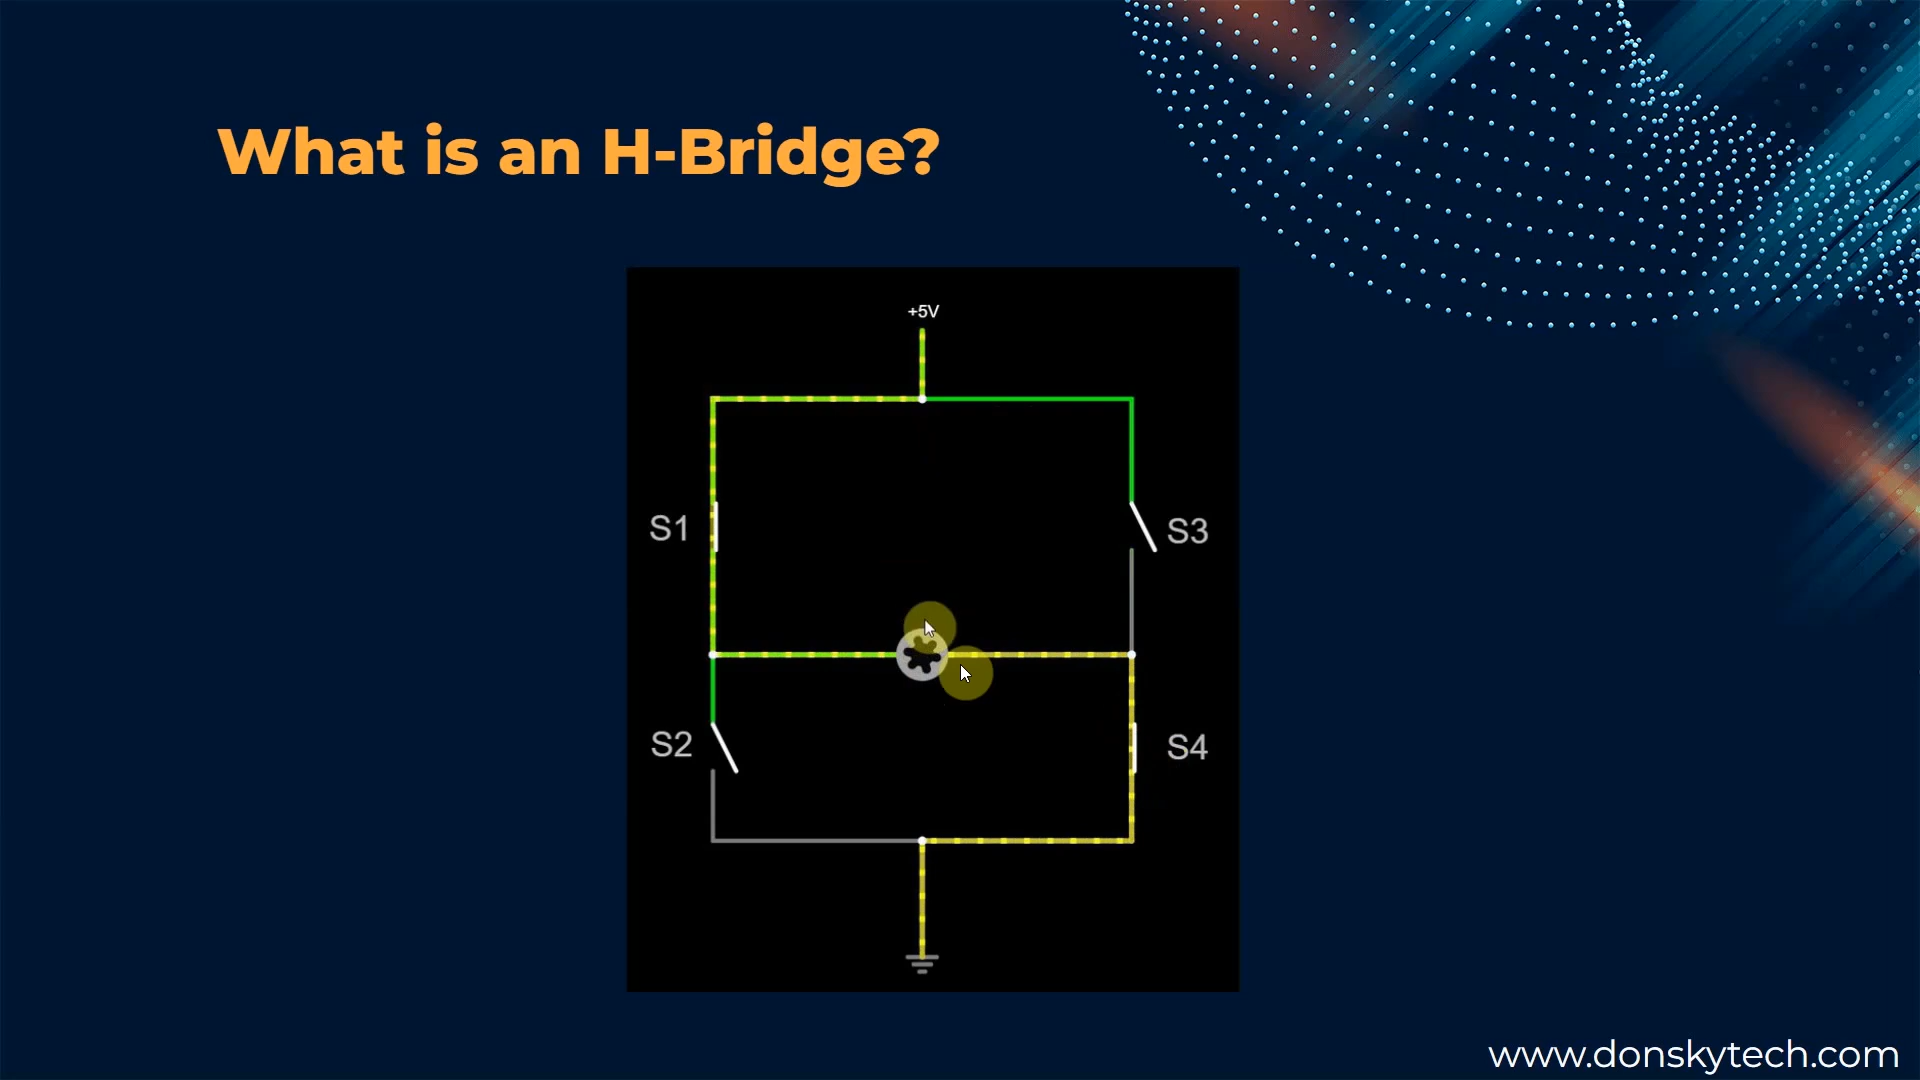 What is an H-Bridge?
+5V
S1
S3
S2
S4
www.donskytech.com